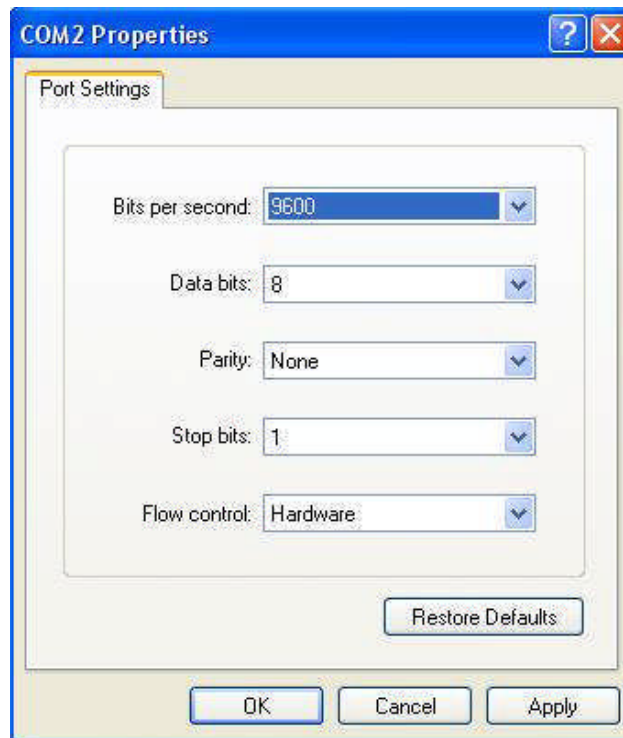 COM2 Properties
Port Settings
Bits per second: 9600
Data bits: 8
Parity: None
Stop bits: 1
Flow control: Hardware
Restore Defaults
OK Cancel Apply